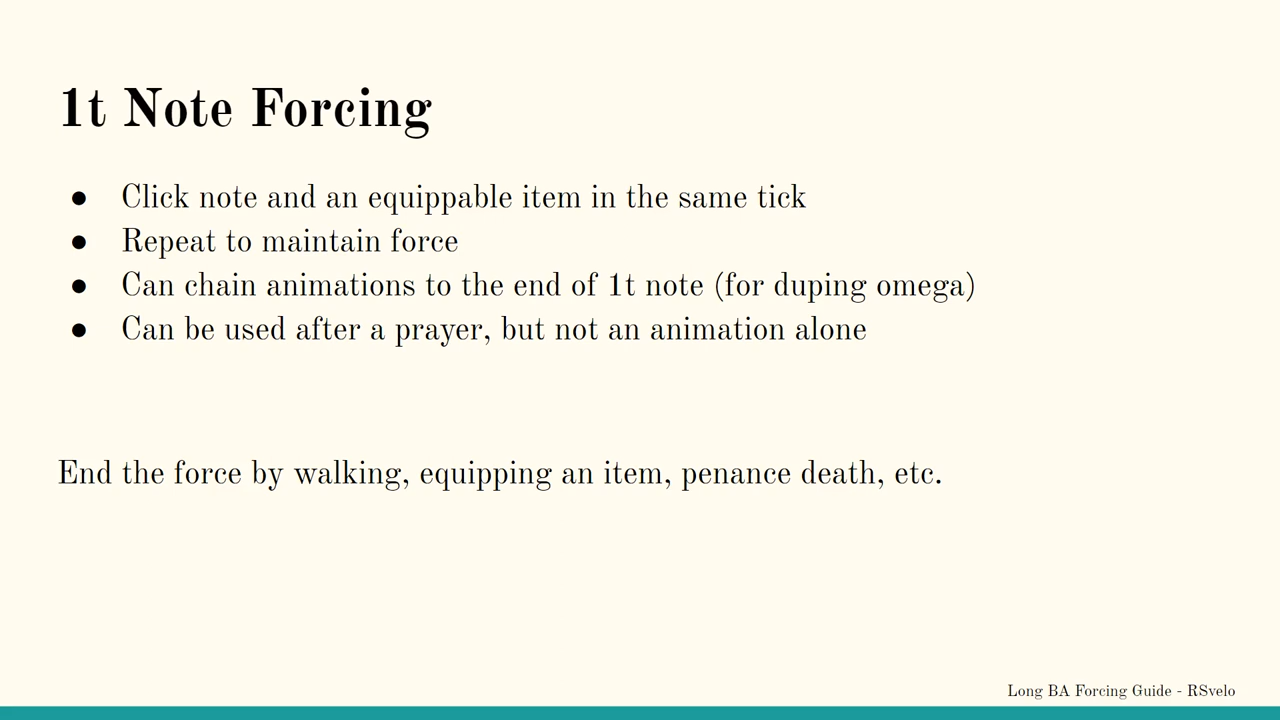 1t Note Forcing
● Click note and an equippable item in the same tick
● Repeat to maintain force
● Can chain animations to the end of 1t note (for duping omega)
● Can be used after a prayer, but not an animation alone
End the force by walking, equipping an item, penance death, etc.
Long BA Forcing Guide - RSvelo